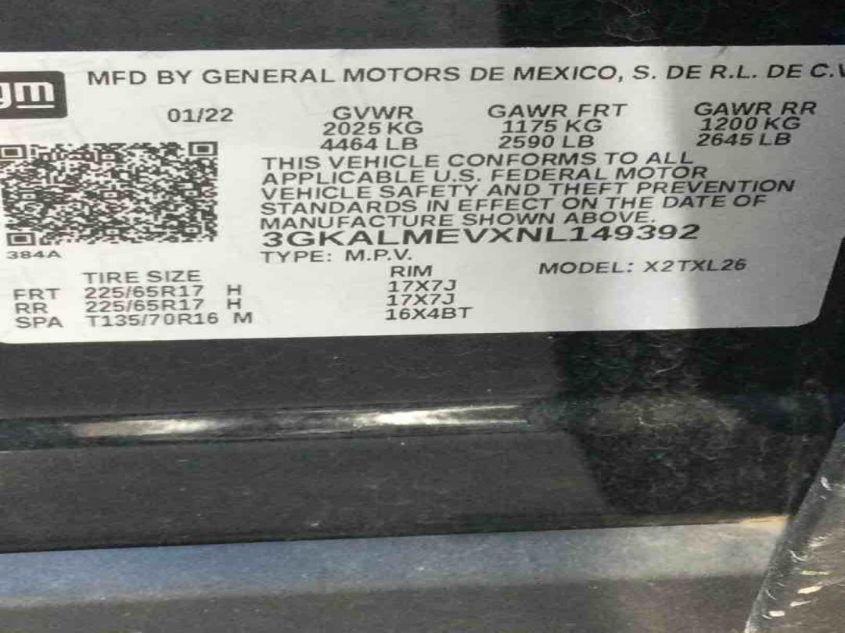 gm MFD BY GENERAL MOTORS DE MEXICO, S. DE R.L. DE C.V
01/22 GVWR GAWR FRT GAWR RR
2025 KG 1175 KG 1200 KG
4464 LB 2590 LB 2645 LB
THIS VEHICLE CONFORMS TO ALL
APPLICABLE U.S. FEDERAL MOTOR
VEHICLE SAFETY AND THEFT PREVENTION
STANDARDS IN EFFECT ON THE DATE OF
MANUFACTURE SHOWN ABOVE.
3GKALMEVXNL149392
384A
TYPE: M.P.V. MODEL: X2TXL26
TIRE SIZE RIM
FRT 225/65R17 H 17X7J
RR 225/65R17 H 17X7J
SPA T135/70R16 M 16X4BT